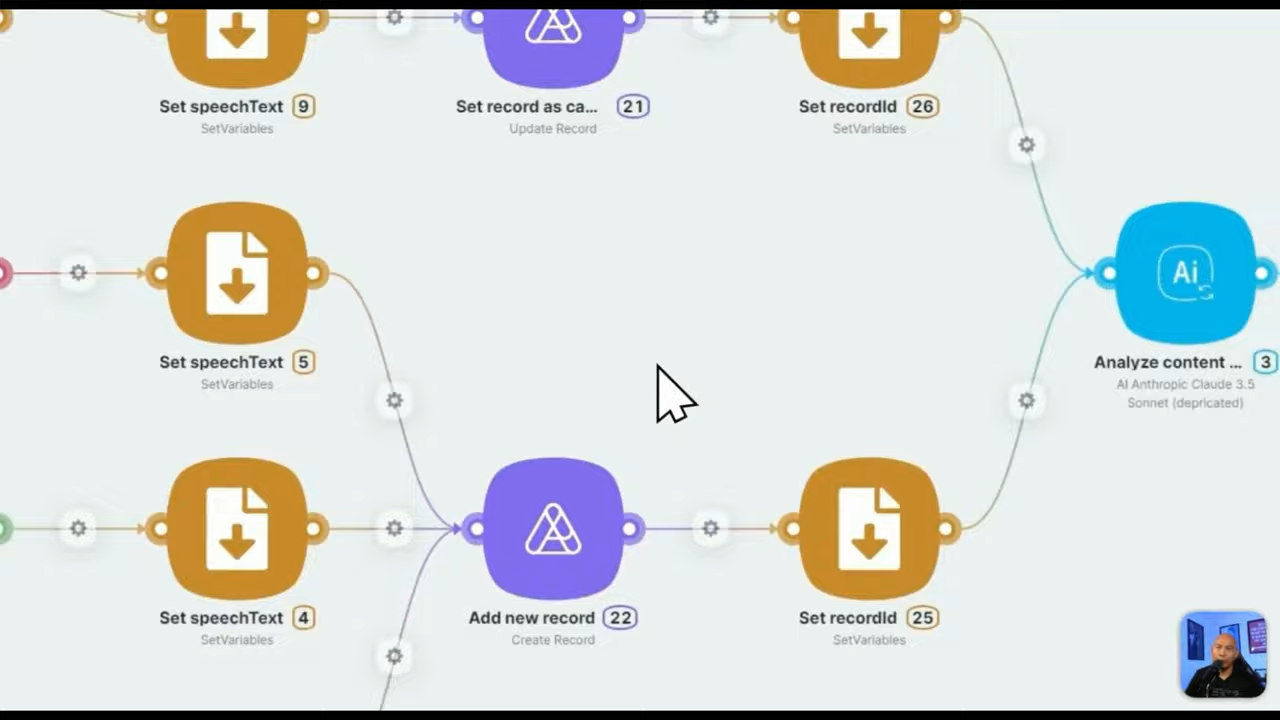 Set speechText 9
SetVariables
Set record as ca... 21
Update Record
Set recordId 26
SetVariables
Set speechText 5
SetVariables
Ai
Analyze content ... 3
AI Anthropic Claude 3.5
Sonnet (depricated)
Set speechText 4
SetVariables
Add new record 22
Create Record
Set recordId 25
SetVariables